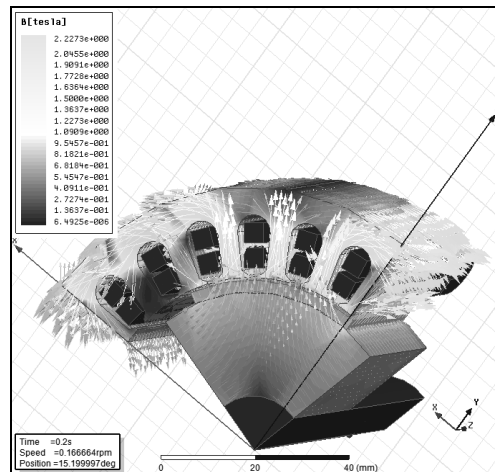 B[tesla]
2.2273e+000
2.0455e+000
1.9091e+000
1.7728e+000
1.6364e+000
1.5000e+000
1.3637e+000
1.2273e+000
1.0909e+000
9.5457e-001
8.1821e-001
6.8184e-001
5.4547e-001
4.0911e-001
2.7274e-001
1.3637e-001
6.4925e-006
X
X
Y
Z
Time =0.2s
Speed =0.166664rpm
Position =15.199997deg
0 20 40 (mm)